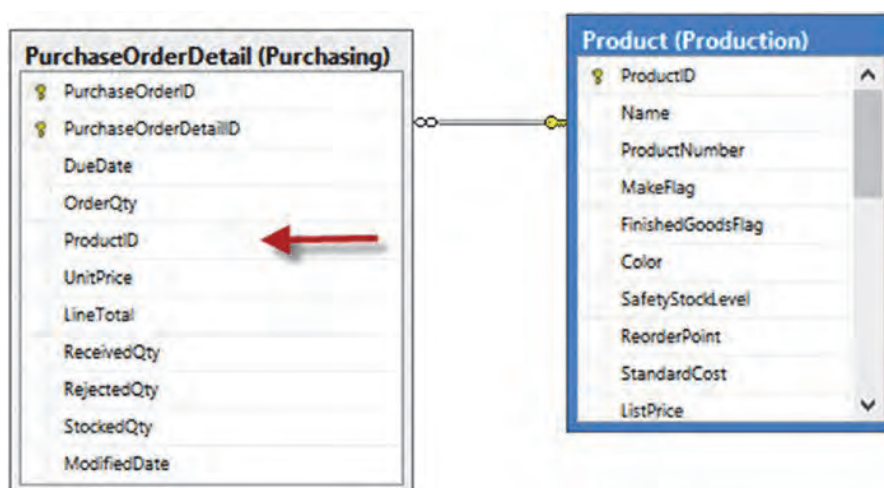 PurchaseOrderDetail (Purchasing)
PurchaseOrderID
PurchaseOrderDetailID
DueDate
OrderQty
ProductID
UnitPrice
LineTotal
ReceivedQty
RejectedQty
StockedQty
ModifiedDate
Product (Production)
ProductID
Name
ProductNumber
MakeFlag
FinishedGoodsFlag
Color
SafetyStockLevel
ReorderPoint
StandardCost
ListPrice